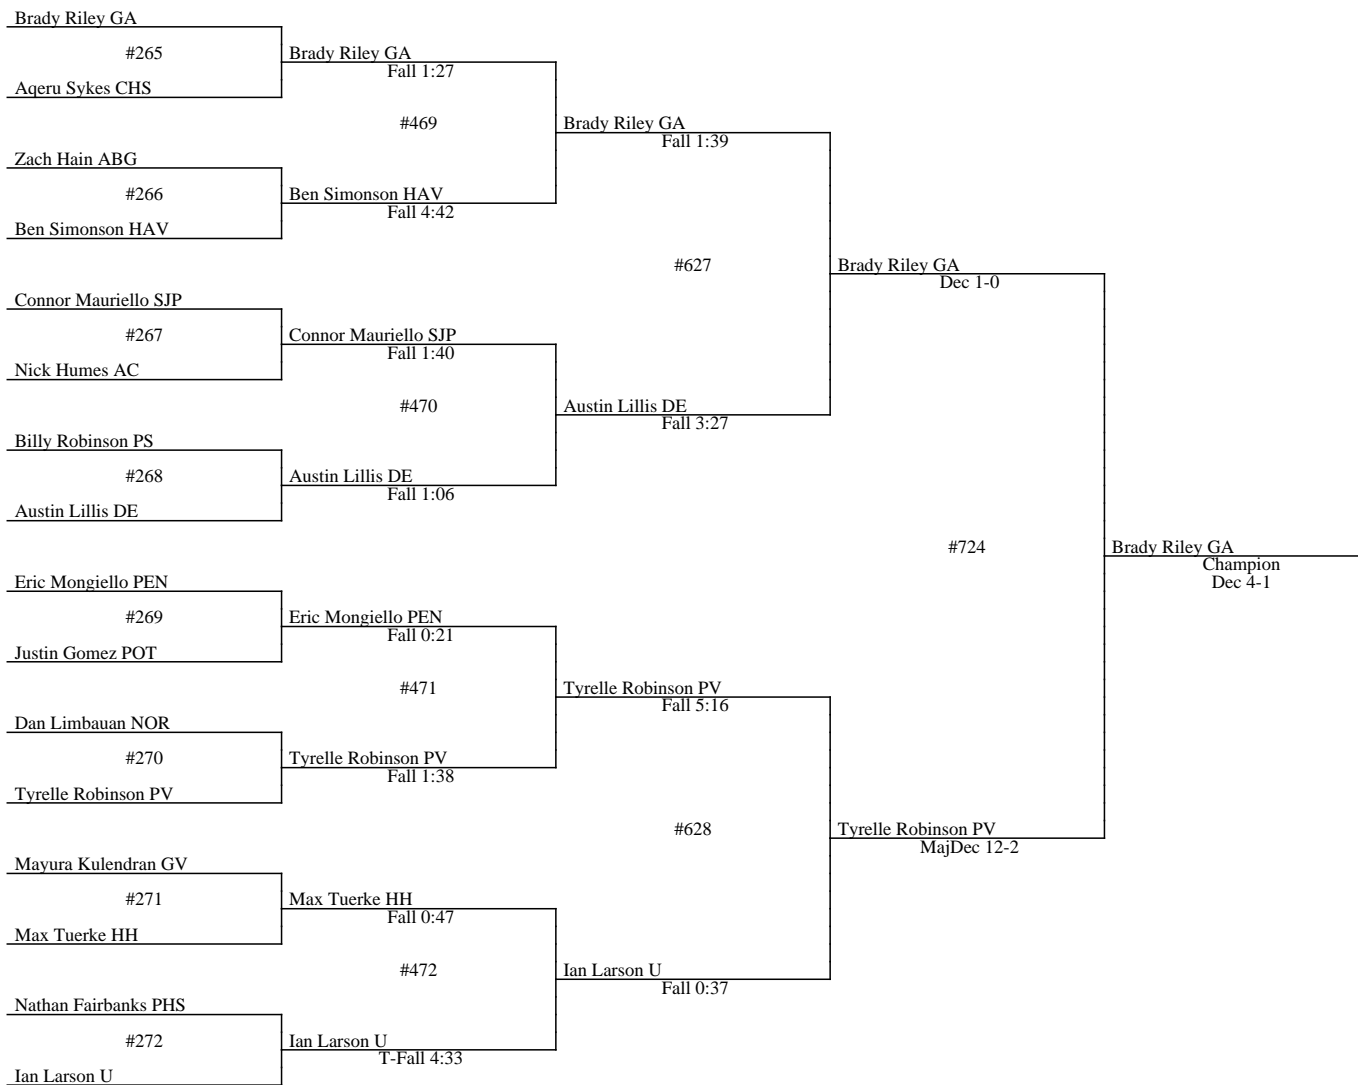 Brady Riley GA
#265
Brady Riley GA
Fall 1:27
Aqeru Sykes CHS
#469
Brady Riley GA
Fall 1:39
Zach Hain ABG
#266
Ben Simonson HAV
Fall 4:42
Ben Simonson HAV
#627
Brady Riley GA
Dec 1-0
Connor Mauriello SJP
#267
Connor Mauriello SJP
Fall 1:40
Nick Humes AC
#470
Austin Lillis DE
Fall 3:27
Billy Robinson PS
#268
Austin Lillis DE
Fall 1:06
Austin Lillis DE
#724
Brady Riley GA
Champion
Dec 4-1
Eric Mongiello PEN
#269
Eric Mongiello PEN
Fall 0:21
Justin Gomez POT
#471
Tyrelle Robinson PV
Fall 5:16
Dan Limbauan NOR
#270
Tyrelle Robinson PV
Fall 1:38
Tyrelle Robinson PV
#628
Tyrelle Robinson PV
MajDec 12-2
Mayura Kulendran GV
#271
Max Tuerke HH
Fall 0:47
Max Tuerke HH
#472
Ian Larson U
Fall 0:37
Nathan Fairbanks PHS
#272
Ian Larson U
T-Fall 4:33
Ian Larson U